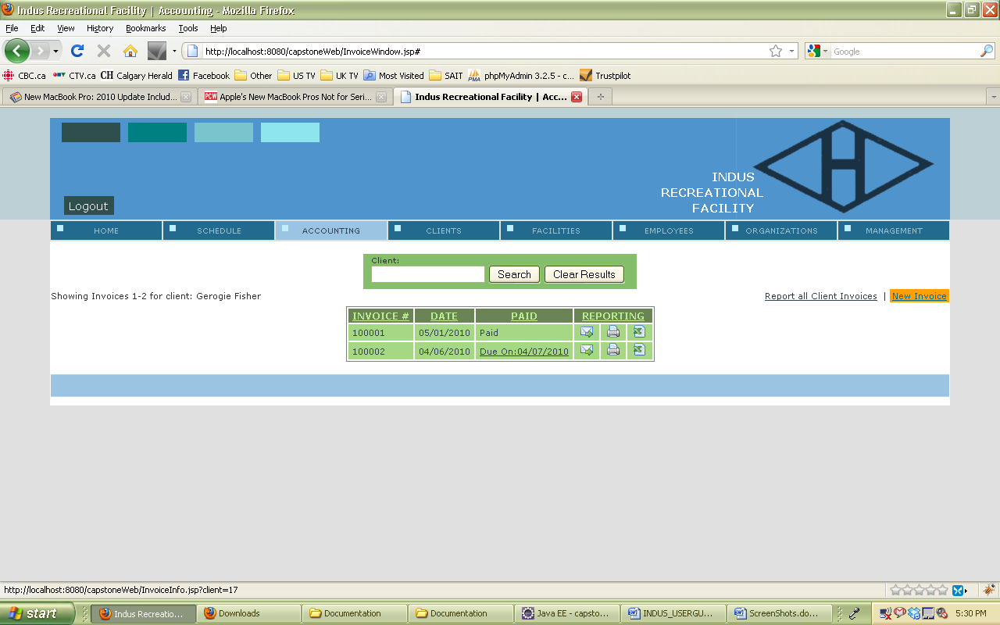 Indus Recreational Facility | Accounting - Mozilla Firefox
File Edit View History Bookmarks Tools Help
http://localhost:8080/capstoneWeb/InvoiceWindow.jsp# Google
CBC.ca CTV.ca CH Calgary Herald Facebook Other US TV UK TV Most Visited SAIT PMA phpMyAdmin 3.2.5 - c... Trustpilot
New MacBook Pro: 2010 Update Includ... PCW Apple's New MacBook Pros Not for Seri... Indus Recreational Facility | Acc...
INDUS
RECREATIONAL
FACILITY
H
Logout
HOME SCHEDULE ACCOUNTING CLIENTS FACILITIES EMPLOYEES ORGANIZATIONS MANAGEMENT
Client:
Search Clear Results
Showing Invoices 1-2 for client: Gerogie Fisher Report all Client Invoices | New Invoice
INVOICE # DATE PAID REPORTING
100001 05/01/2010 Paid
100002 04/06/2010 Due On:04/07/2010
http://localhost:8080/capstoneWeb/InvoiceInfo.jsp?client=17
start Indus Recreatio... Downloads Documentation Documentation Java EE - capsto... INDUS_USERGU... ScreenShots.do... 5:30 PM